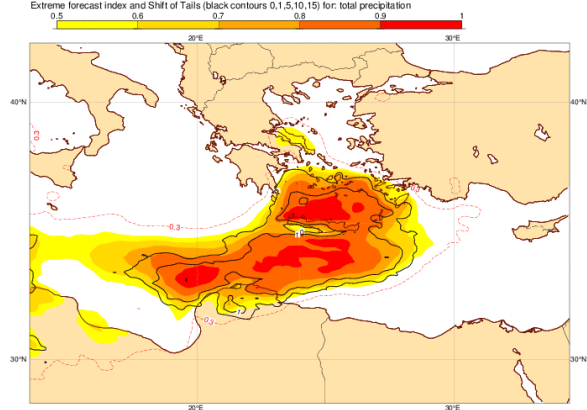 Extreme forecast index and Shift of Tails (black contours 0,1,5,10,15) for: total precipitation
0.5 0.6 0.7 0.8 0.9 1
20°E 30°E
40°N 40°N
0.3
0.3
30°N 30°N
0.3
20°E 30°E